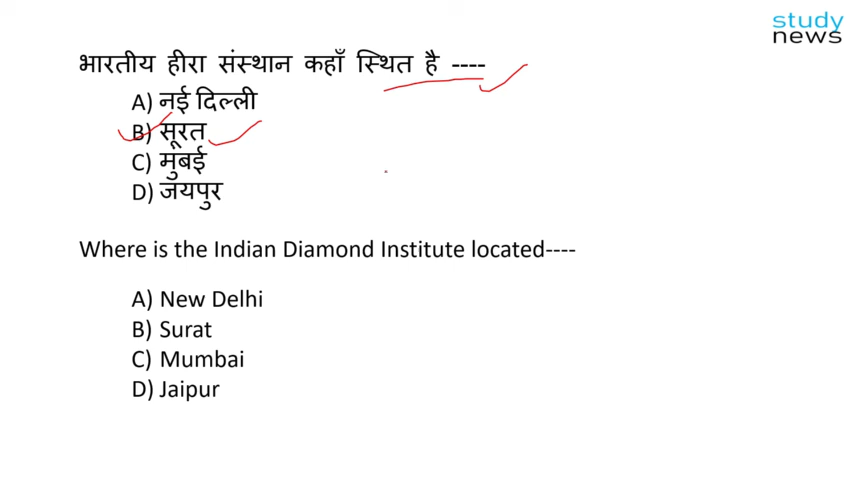 study
news
भारतीय हीरा संस्थान कहाँ स्थित है ----
A) नई दिल्ली
B) सूरत
C) मुंबई
D) जयपुर
Where is the Indian Diamond Institute located----
A) New Delhi
B) Surat
C) Mumbai
D) Jaipur